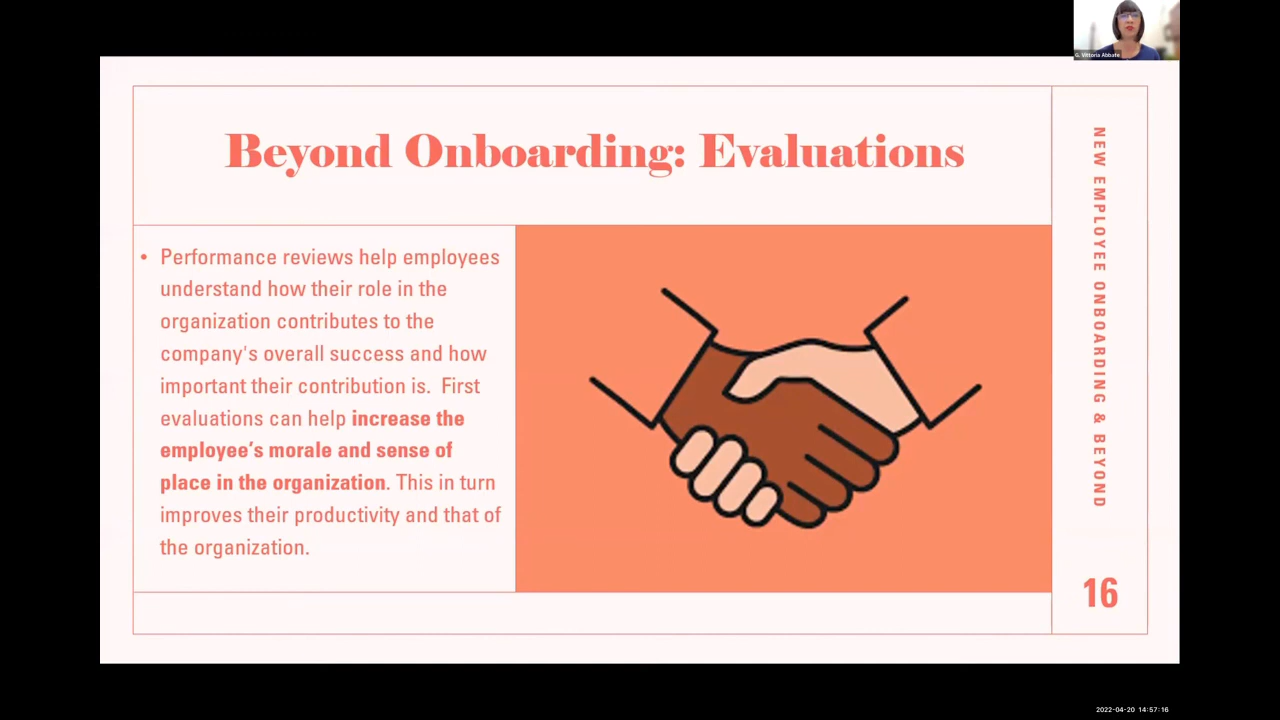 G. Vittoria Abbate
Beyond Onboarding: Evaluations
• Performance reviews help employees
understand how their role in the
organization contributes to the
company's overall success and how
important their contribution is.  First
evaluations can help increase the
employee’s morale and sense of
place in the organization. This in turn
improves their productivity and that of
the organization.
NEW EMPLOYEE ONBOARDING & BEYOND
16
2022-04-20 14:57:16